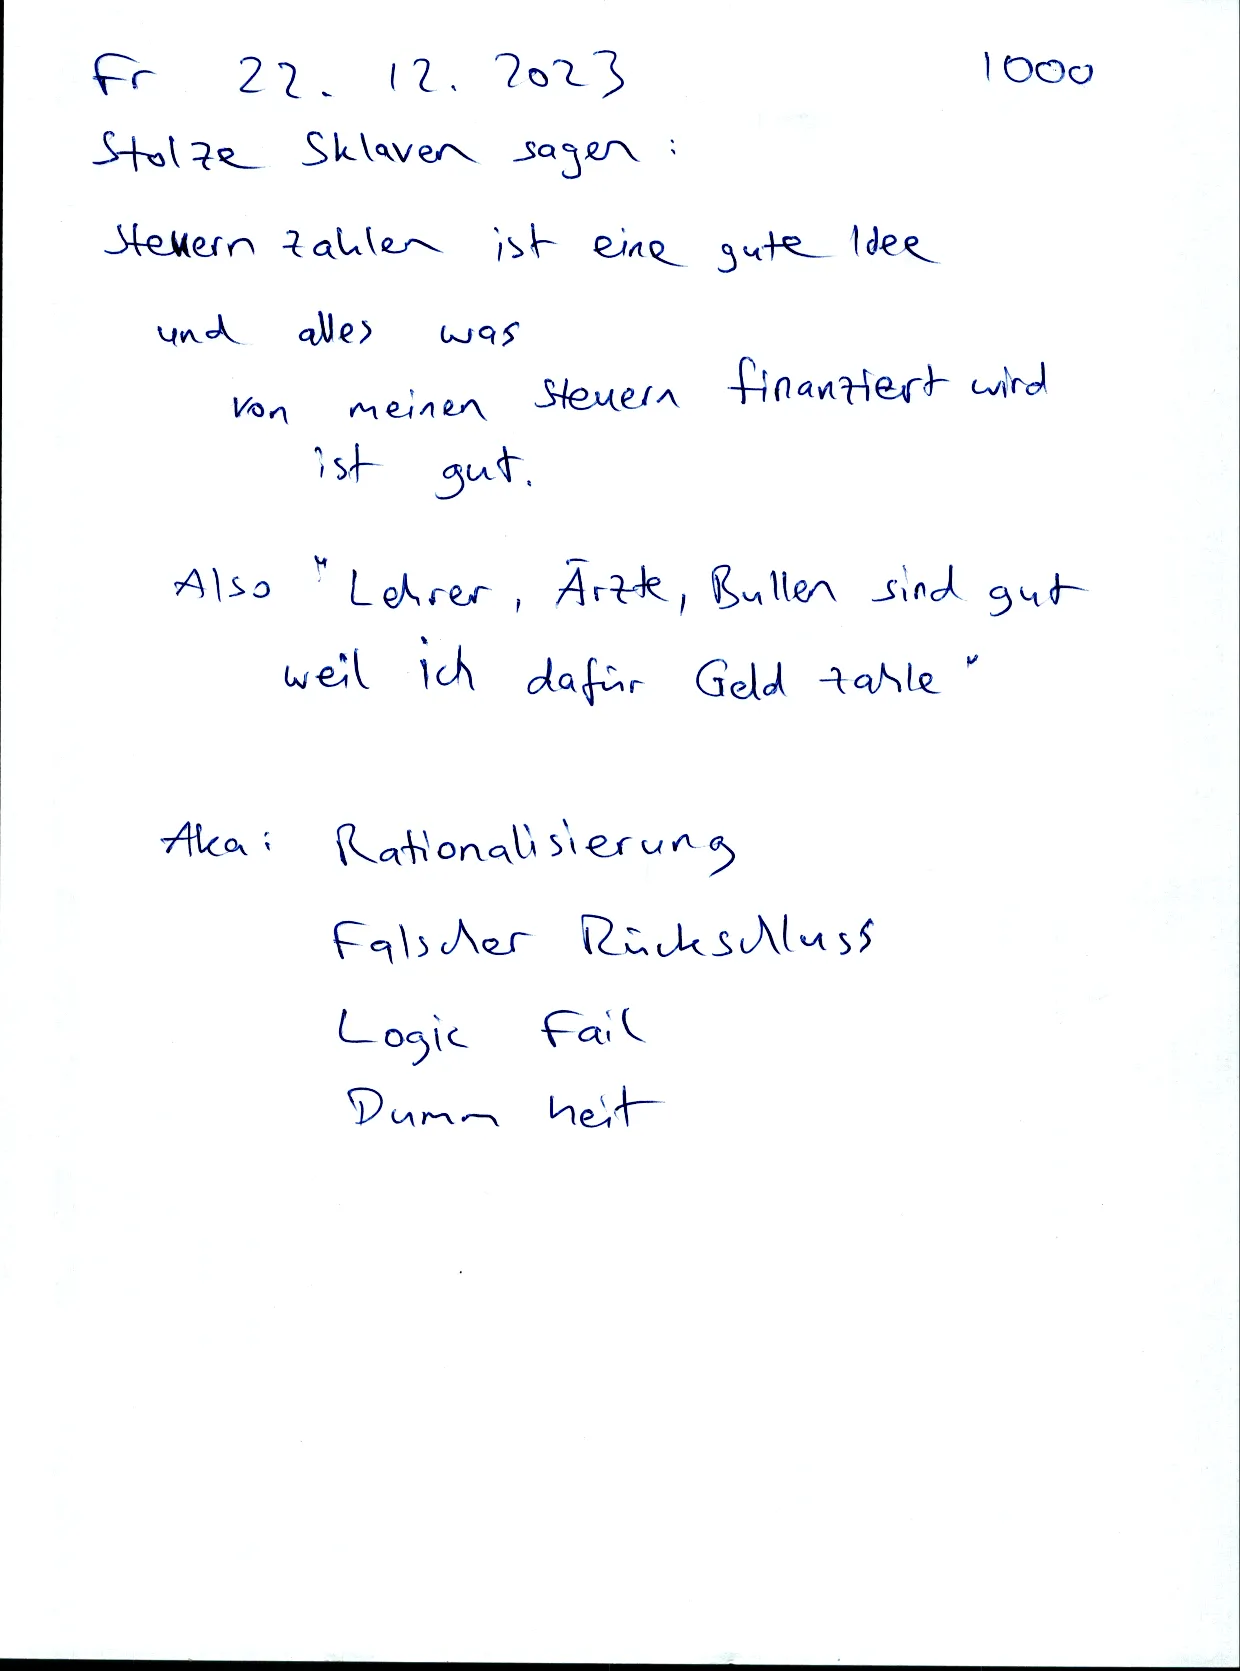 Fr 22. 12. 2023 1000
Stolze Sklaven sagen:
Steuern zahlen ist eine gute Idee
und alles was
von meinen Steuern finanziert wird
ist gut.
Also "Lehrer, Ärzte, Bullen sind gut
weil ich dafür Geld zahle"
Aka: Rationalisierung
Falscher Rückschluss
Logic Fail
Dummheit